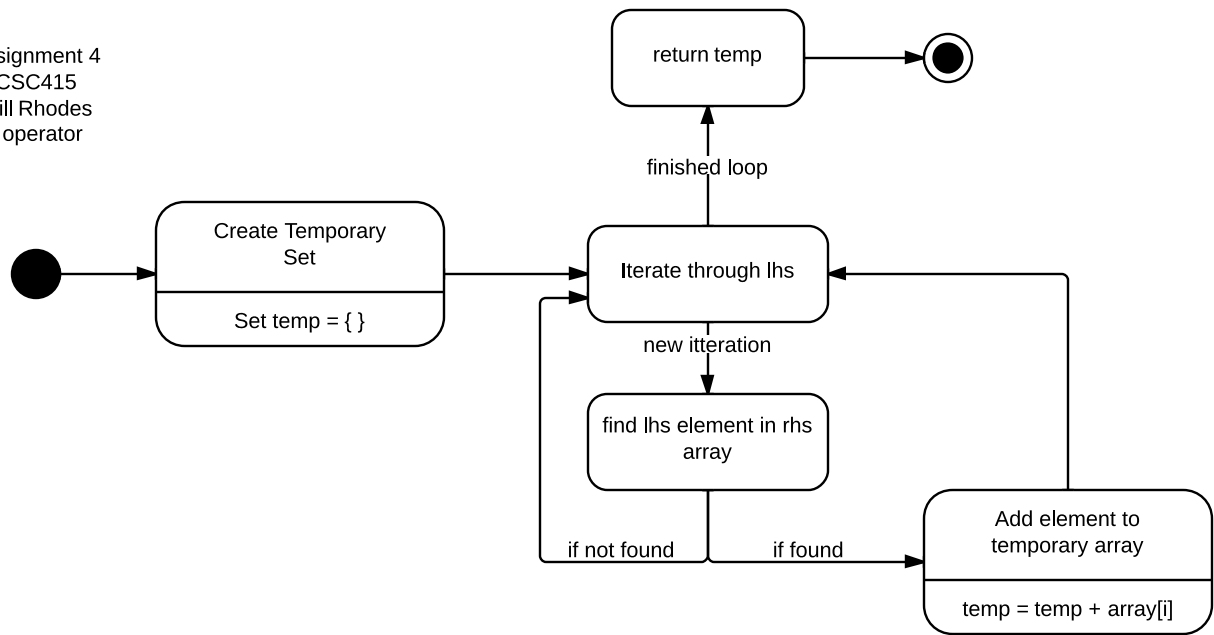 signment 4
CSC415
ill Rhodes
operator
return temp
finished loop
Create Temporary
Set
Set temp = { }
Iterate through lhs
new itteration
find lhs element in rhs
array
if not found
if found
Add element to
temporary array
temp = temp + array[i]